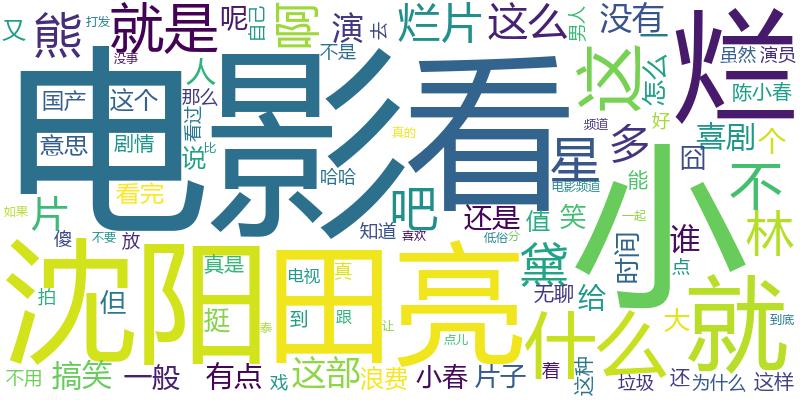 又 熊 就是 呢 自己 啊 演 去 烂片 这么 男人 没有 烂 虽然 演员
打发 没事 不是 怎么 陈小春
人 那么 这
国产 这个 电影 看 看过 真的 频道 好 喜剧 个
意思 剧情 说 比 星 多 囧 不
哈哈 电影频道 能 小
看完 吧 还是 值 笑 一起 林
如果 片 知道 喜欢 低俗 分 时间 谁
傻 不要 放 黛 点
沈阳 田 亮 真是 电视 真 无聊 给 就
拍 但 挺 到 跟 什么 大 到底
泰 让 点儿
不用 搞笑 一般 有点 戏 这部 浪费 小春 片子 着 这种 垃圾 还 为什么 这样